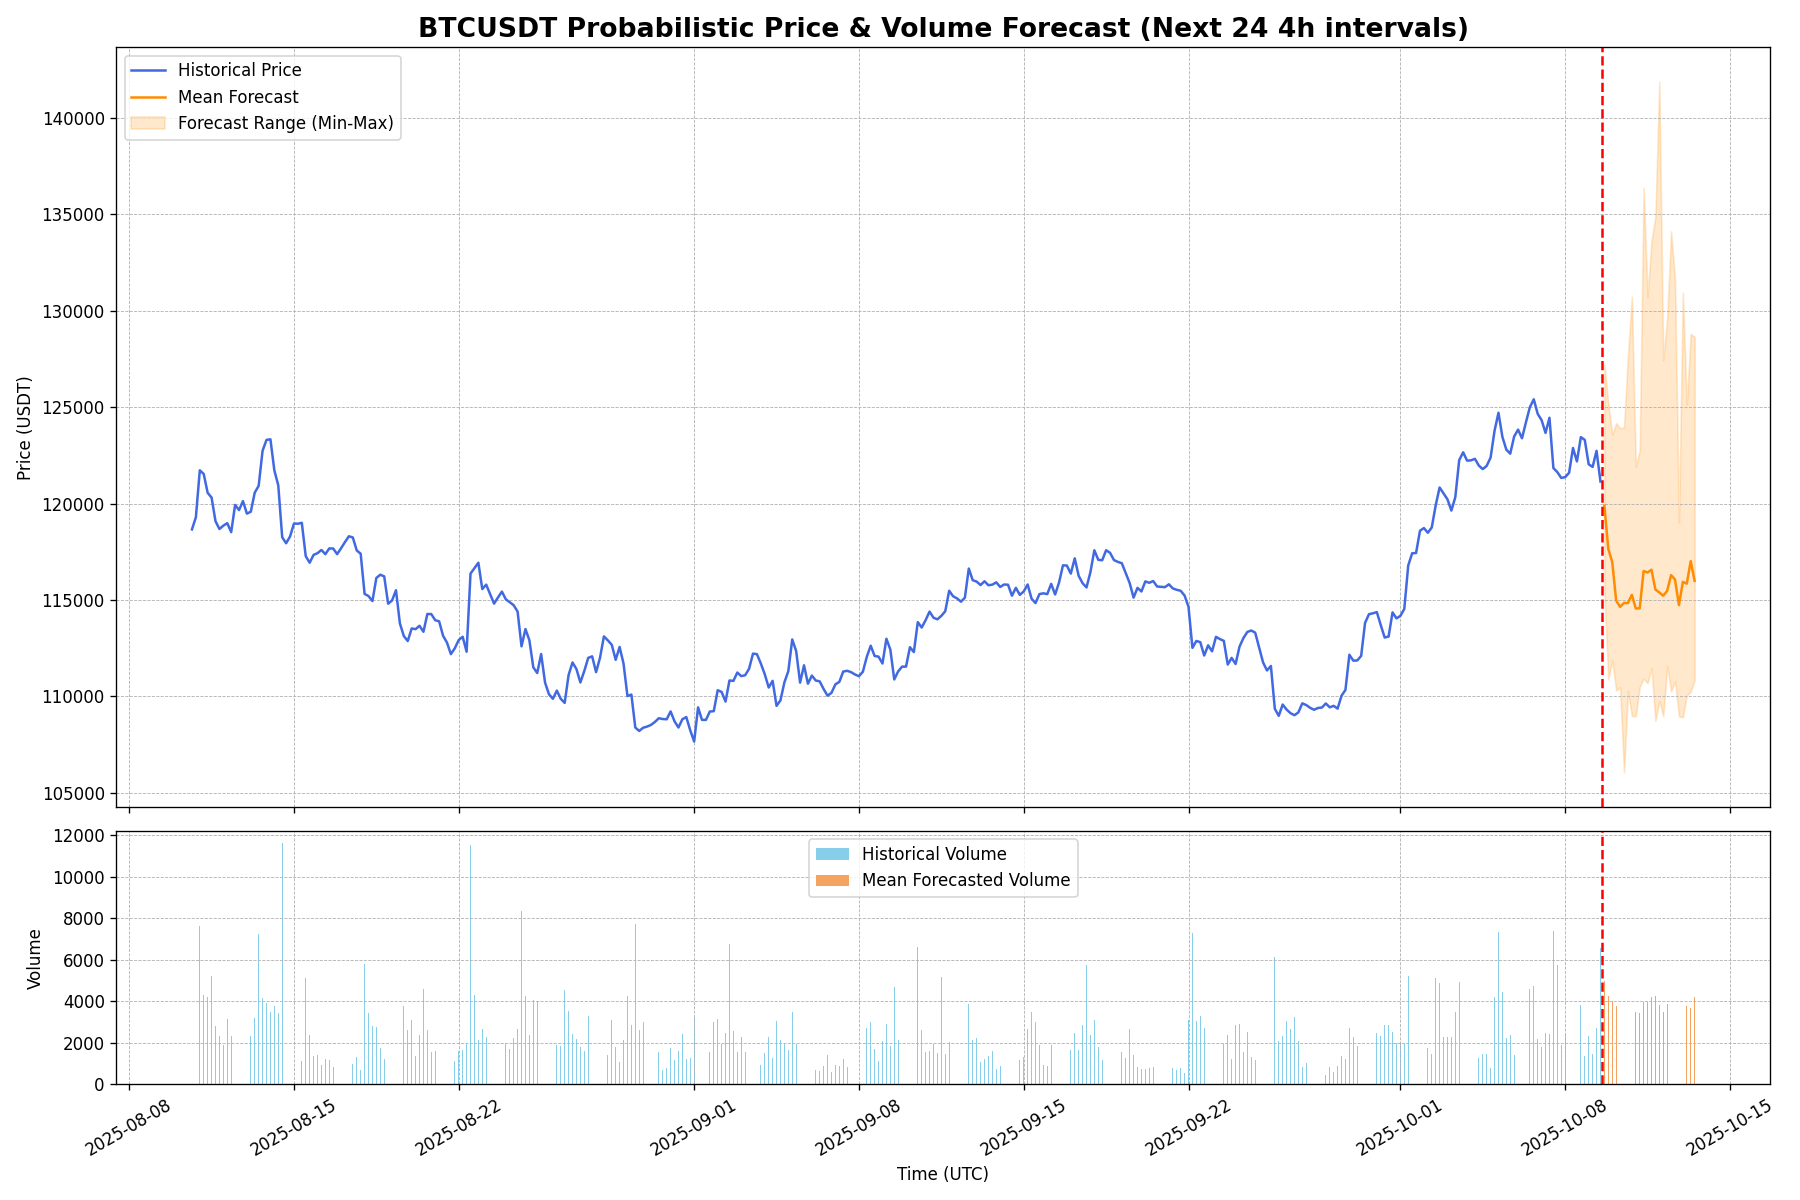 BTCUSDT Probabilistic Price & Volume Forecast (Next 24 4h intervals)
Historical Price
Mean Forecast
Forecast Range (Min-Max)
Price (USDT)
140000
135000
130000
125000
120000
115000
110000
105000
Historical Volume
Mean Forecasted Volume
Volume
12000
10000
8000
6000
4000
2000
0
2025-08-08
2025-08-15
2025-08-22
2025-09-01
2025-09-08
2025-09-15
2025-09-22
2025-10-01
2025-10-08
2025-10-15
Time (UTC)